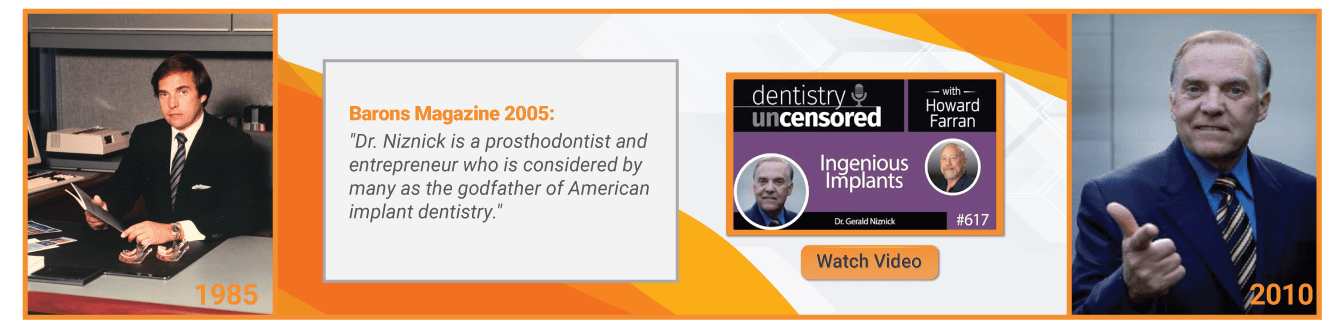 1985
Barons Magazine 2005:
"Dr. Niznick is a prosthodontist and
entrepreneur who is considered by
many as the godfather of American
implant dentistry."
dentistry
uncensored
with
Howard
Farran
Ingenious
Implants
Dr. Gerald Niznick
#617
Watch Video
2010